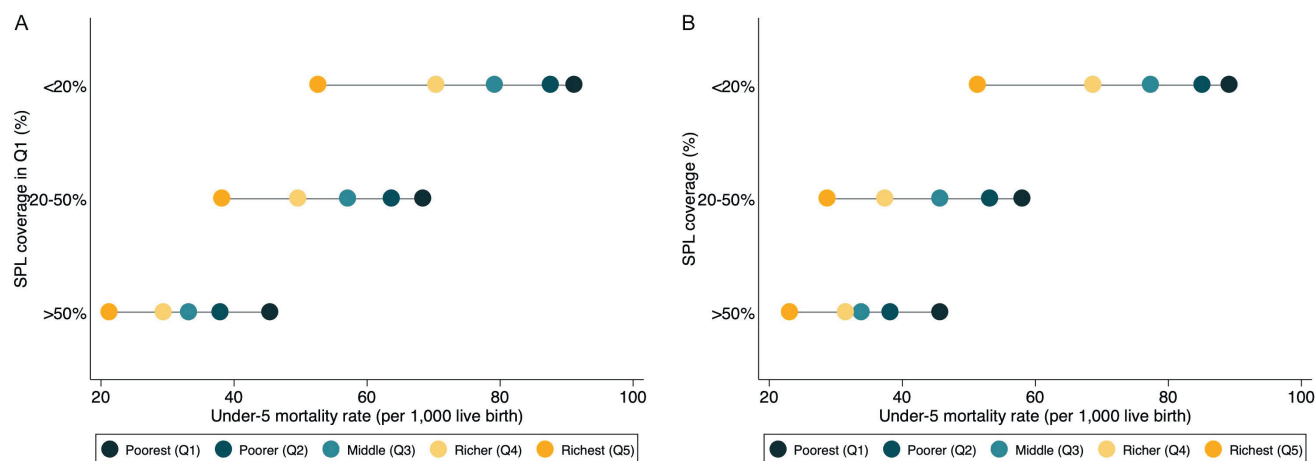 A
SPL coverage in Q1 (%)
<20%
20-50%
>50%
20 40 60 80 100
Under-5 mortality rate (per 1,000 live birth)
Poorest (Q1) Poorer (Q2) Middle (Q3) Richer (Q4) Richest (Q5)
B
SPL coverage (%)
<20%
20-50%
>50%
20 40 60 80 100
Under-5 mortality rate (per 1,000 live birth)
Poorest (Q1) Poorer (Q2) Middle (Q3) Richer (Q4) Richest (Q5)